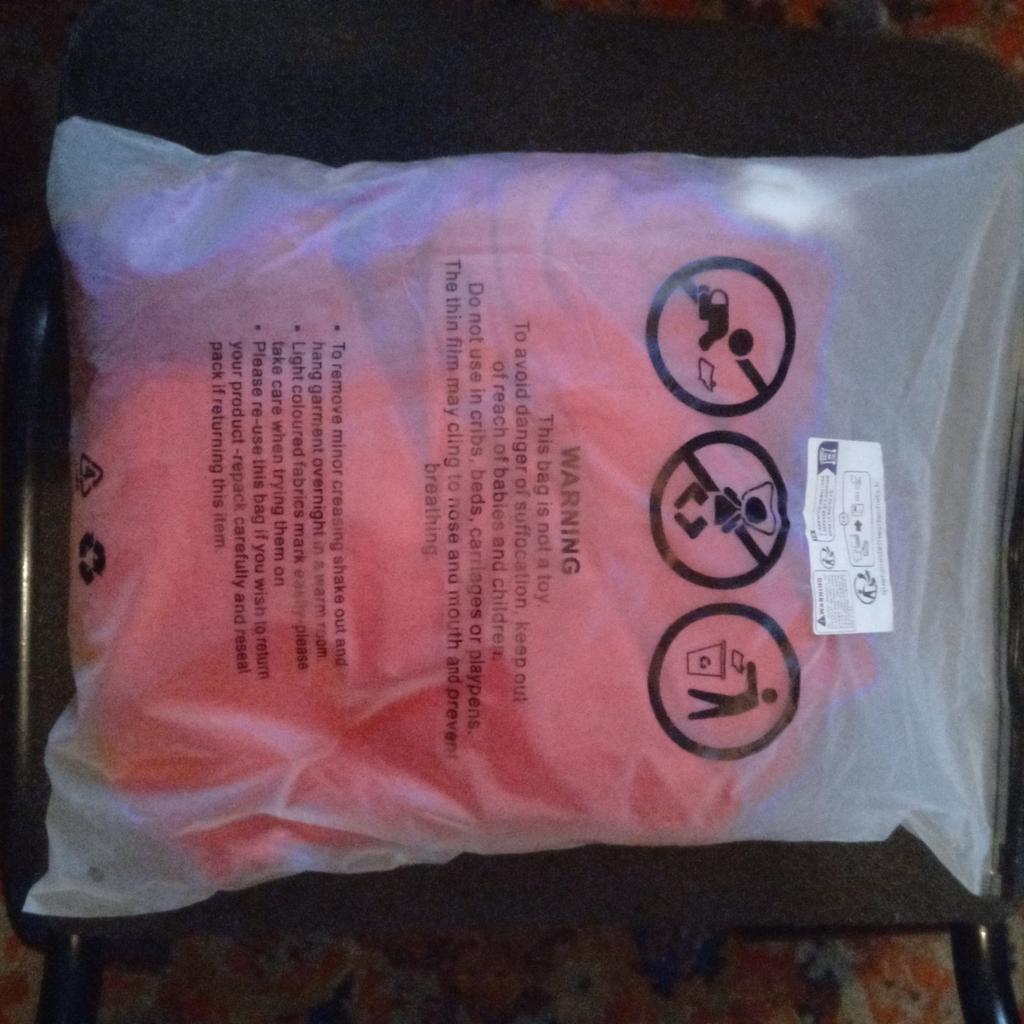 WARNING
This bag is not a toy.
To avoid danger of suffocation, keep out
of reach of babies and children.
Do not use in cribs, beds, carriages or playpens.
The thin film may cling to nose and mouth and prevent
breathing
• To remove minor creasing shake out and
hang garment overnight in a warm room.
• Light coloured fabrics mark easily-please
take care when trying them on
• Please re-use this bag if you wish to return
your product -repack carefully and reseal
pack if returning this item.
4
WARNING